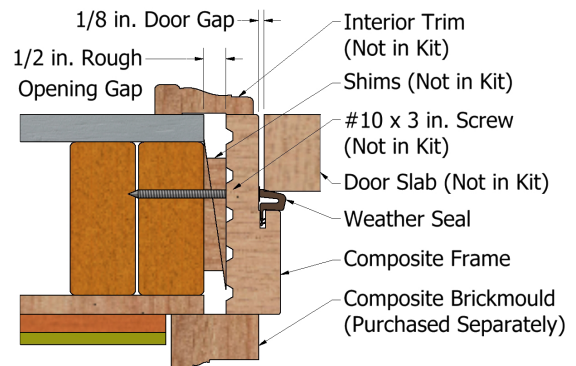 1/8 in. Door Gap
1/2 in. Rough
Opening Gap
Interior Trim
(Not in Kit)
Shims (Not in Kit)
#10 x 3 in. Screw
(Not in Kit)
Door Slab (Not in Kit)
Weather Seal
Composite Frame
Composite Brickmould
(Purchased Separately)